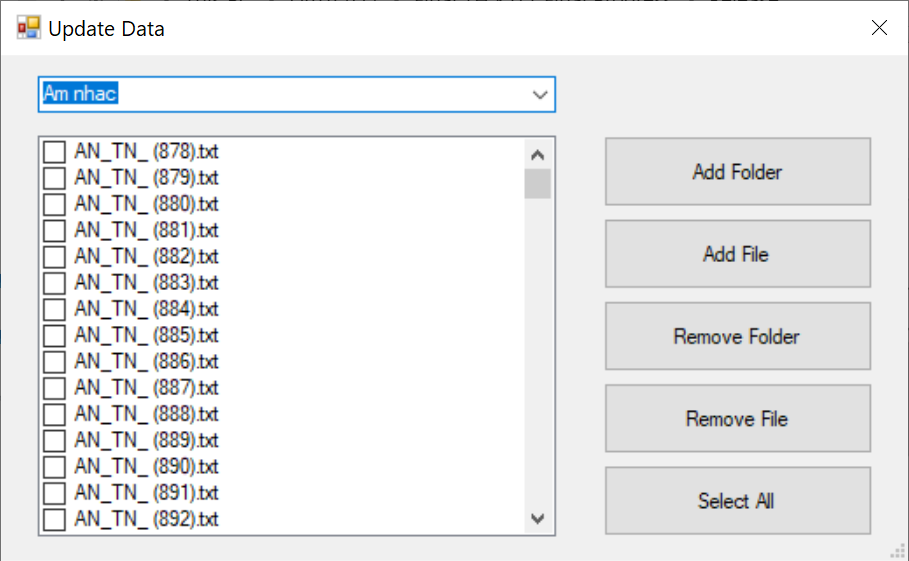 Update Data
Am nhac
AN_TN_ (878).txt
AN_TN_ (879).txt
AN_TN_ (880).txt
AN_TN_ (881).txt
AN_TN_ (882).txt
AN_TN_ (883).txt
AN_TN_ (884).txt
AN_TN_ (885).txt
AN_TN_ (886).txt
AN_TN_ (887).txt
AN_TN_ (888).txt
AN_TN_ (889).txt
AN_TN_ (890).txt
AN_TN_ (891).txt
AN_TN_ (892).txt
Add Folder
Add File
Remove Folder
Remove File
Select All